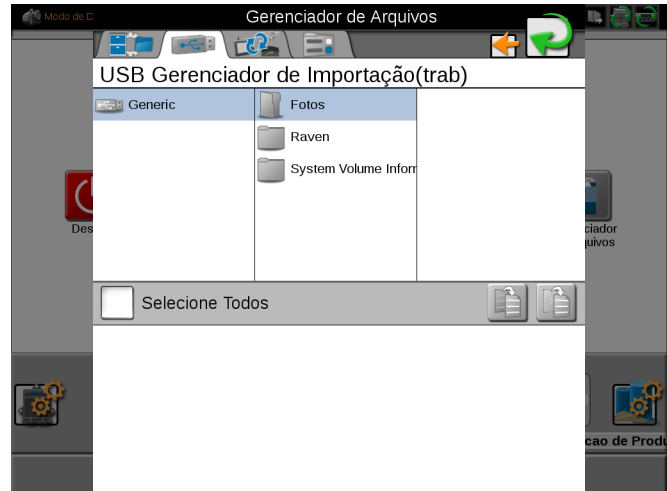 Modo de D
Gerenciador de Arquivos
USB Gerenciador de Importação(trab)
Generic
Fotos
Raven
System Volume Inform
Des
ciador
quivos
Selecione Todos
cao de Produ